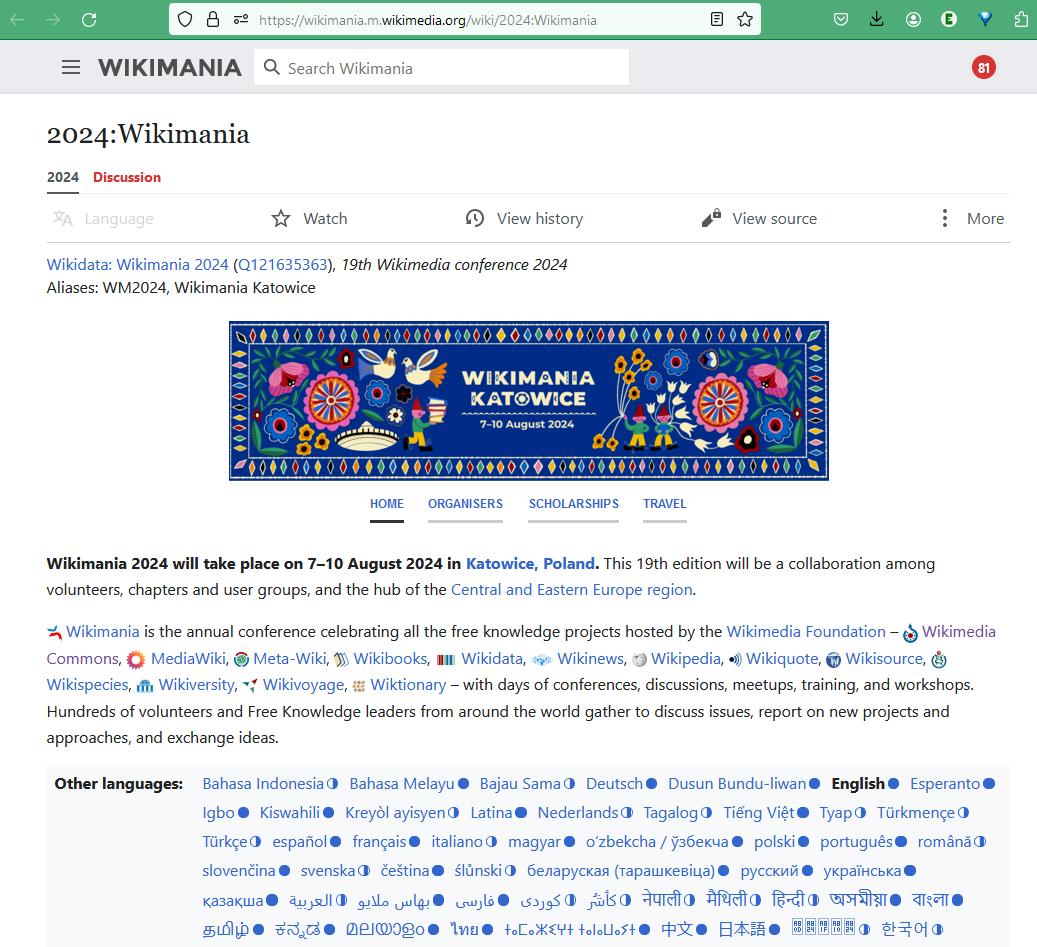 https://wikimania.m.wikimedia.org/wiki/2024:Wikimania
WIKIMANIA
Search Wikimania
81
2024:Wikimania
2024 Discussion
Language Watch View history View source More
Wikidata: Wikimania 2024 (Q121635363), 19th Wikimedia conference 2024
Aliases: WM2024, Wikimania Katowice
WIKIMANIA
KATOWICE
7–10 August 2024
HOME ORGANISERS SCHOLARSHIPS TRAVEL
Wikimania 2024 will take place on 7–10 August 2024 in Katowice, Poland. This 19th edition will be a collaboration among
volunteers, chapters and user groups, and the hub of the Central and Eastern Europe region.
Wikimania is the annual conference celebrating all the free knowledge projects hosted by the Wikimedia Foundation – Wikimedia
Commons, MediaWiki, Meta-Wiki, Wikibooks, Wikidata, Wikinews, Wikipedia, Wikiquote, Wikisource,
Wikispecies, Wikiversity, Wikivoyage, Wiktionary – with days of conferences, discussions, meetups, training, and workshops.
Hundreds of volunteers and Free Knowledge leaders from around the world gather to discuss issues, report on new projects and
approaches, and exchange ideas.
Other languages: Bahasa Indonesia Bahasa Melayu Bajau Sama Deutsch Dusun Bundu-liwan English Esperanto
Igbo Kiswahili Kreyòl ayisyen Latina Nederlands Tagalog Tiếng Việt Tyap Türkmençe
Türkçe español français italiano magyar oʻzbekcha / ўзбекча polski português română
slovenčina svenska čeština ślůnski беларуская (тарашкевіца) русский українська
қазақша العربية بهاس ملايو فارسی کوردی کٲشُر नेपाली मैथिली हिन्दी অসমীয়া বাংলা
தமிழ் ಕನ್ನಡ മലയാളം ไทย ⵜⴰⵎⴰⵣⵉⵖⵜ ⵜⴰⵏⴰⵡⴰⵢⵜ 中文 日本語 한국어